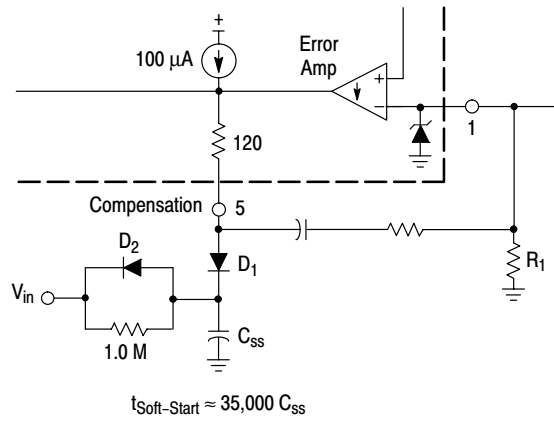 +
100 µA
Error
Amp
+
−
1
120
Compensation
5
D2
D1
R1
Vin
Css
1.0 M
tSoft−Start ≈ 35,000 Css